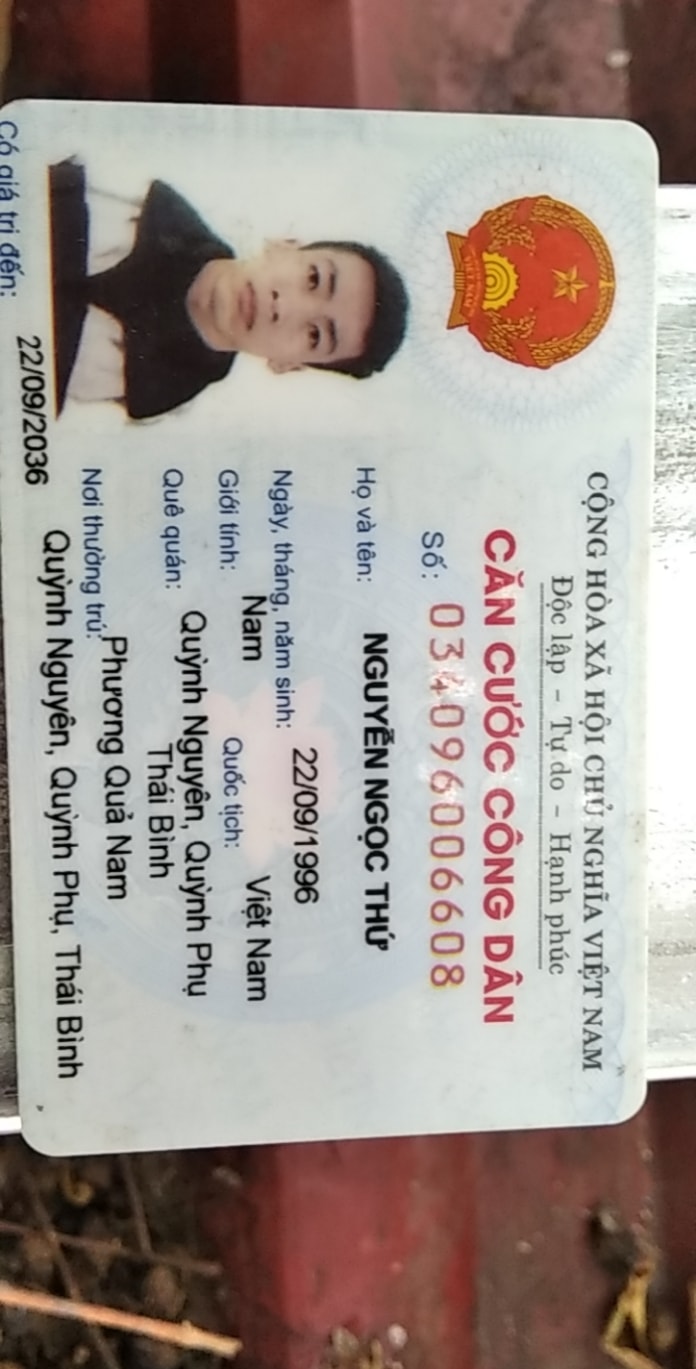 CỘNG HÒA XÃ HỘI CHỦ NGHĨA VIỆT NAM
Độc lập - Tự do - Hạnh phúc
CĂN CƯỚC CÔNG DÂN
Số: 034096006608
Họ và tên: NGUYỄN NGỌC THỨ
Ngày, tháng, năm sinh: 22/09/1996
Giới tính: Nam Quốc tịch: Việt Nam
Quê quán: Quỳnh Nguyên, Quỳnh Phụ
Thái Bình
Nơi thường trú: Phương Quả Nam
Quỳnh Nguyên, Quỳnh Phụ, Thái Bình
Có giá trị đến: 22/09/2036
VIỆT NAM